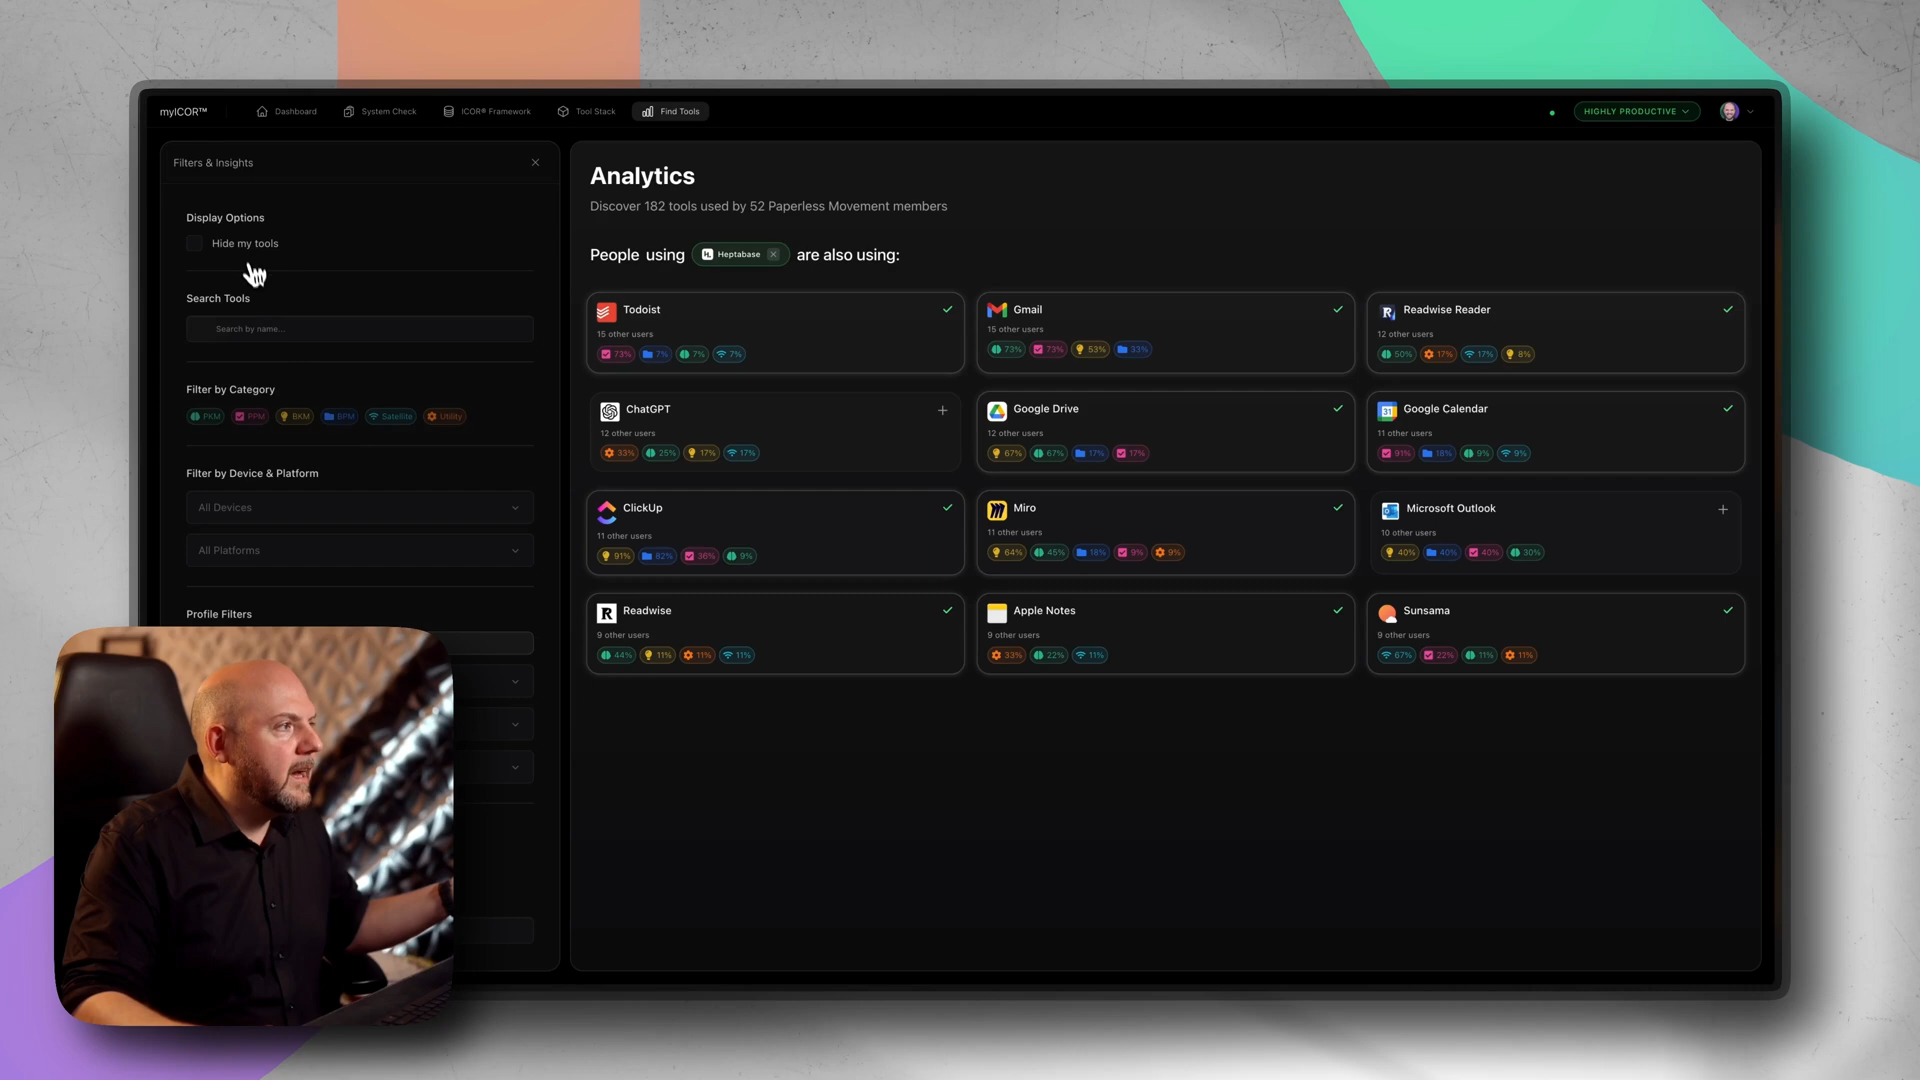 myICOR™
Dashboard
System Check
ICOR® Framework
Tool Stack
Find Tools
HIGHLY PRODUCTIVE
Filters & Insights
Display Options
Hide my tools
Search Tools
Search by name...
Filter by Category
PKM
PPM
BKM
BPM
Satellite
Utility
Filter by Device & Platform
All Devices
All Platforms
Profile Filters
Analytics
Discover 182 tools used by 52 Paperless Movement members
People using Heptabase are also using:
Todoist
15 other users
73% 7% 7% 7%
Gmail
15 other users
73% 73% 53% 33%
Readwise Reader
12 other users
50% 17% 17% 8%
ChatGPT
12 other users
33% 25% 17% 17%
Google Drive
12 other users
67% 67% 17% 17%
31
Google Calendar
11 other users
91% 18% 9% 9%
ClickUp
11 other users
91% 82% 36% 9%
Miro
11 other users
64% 45% 18% 9% 9%
Microsoft Outlook
10 other users
40% 40% 40% 30%
R
Readwise
9 other users
44% 11% 11% 11%
Apple Notes
9 other users
33% 22% 11%
Sunsama
9 other users
67% 22% 11% 11%